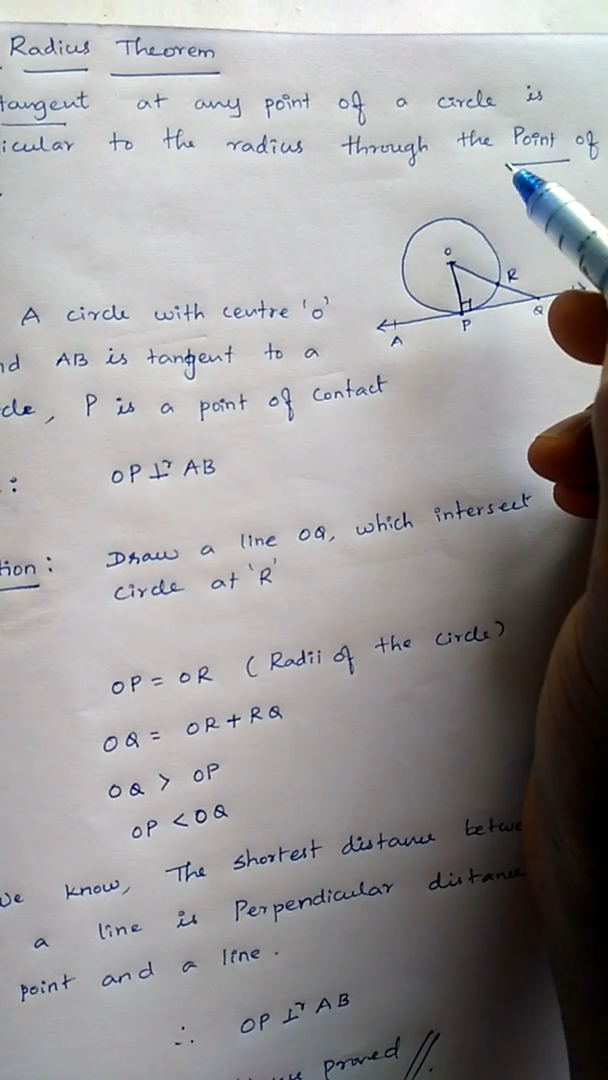 Radius Theorem
tangent at any point of a circle is
icular to the radius through the Point of
O
R
Q
P
A
A circle with centre 'o'
nd AB is tangent to a
cle, P is a point of contact
: OP ⊥r AB
tion: Draw a line OQ, which intersect
circle at 'R'
OP = OR (Radii of the circle)
OQ = OR + RQ
OQ > OP
OP < OQ
we know, The shortest distance betwe
a line is Perpendicular distance
point and a line.
∴ OP ⊥r AB
proved //.